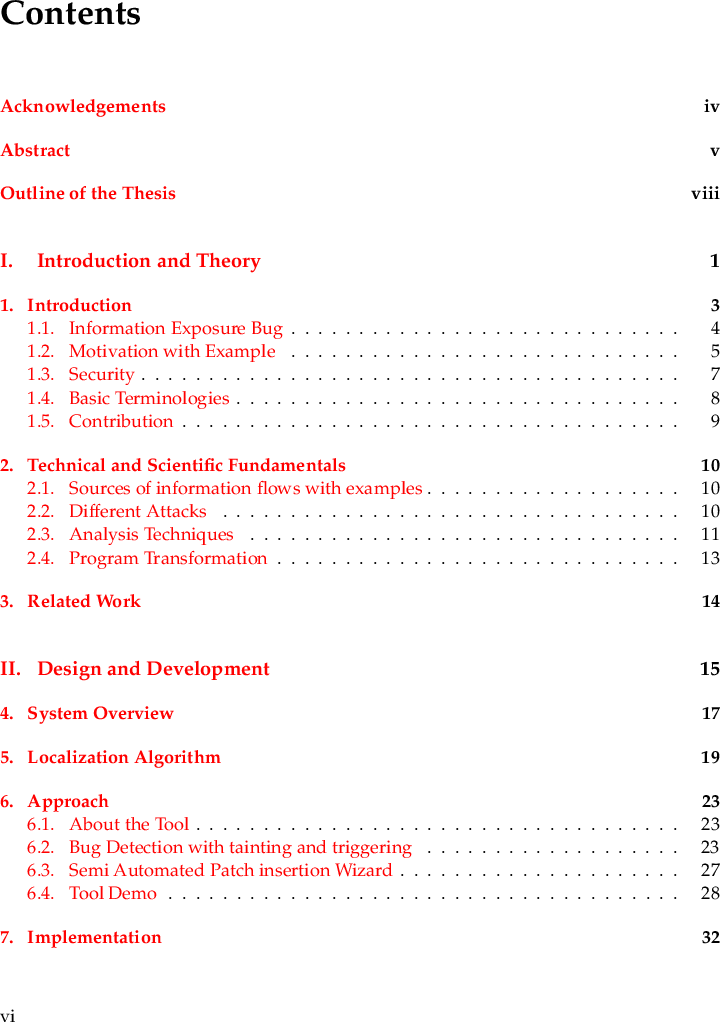 Contents
Acknowledgements iv
Abstract v
Outline of the Thesis viii
I. Introduction and Theory 1
1. Introduction 3
1.1. Information Exposure Bug . . . . . . . . . . . . . . . . . . . . . . . . . . . . . 4
1.2. Motivation with Example . . . . . . . . . . . . . . . . . . . . . . . . . . . . . 5
1.3. Security . . . . . . . . . . . . . . . . . . . . . . . . . . . . . . . . . . . . . . . . 7
1.4. Basic Terminologies . . . . . . . . . . . . . . . . . . . . . . . . . . . . . . . . . 8
1.5. Contribution . . . . . . . . . . . . . . . . . . . . . . . . . . . . . . . . . . . . . 9
2. Technical and Scientific Fundamentals 10
2.1. Sources of information flows with examples . . . . . . . . . . . . . . . . . . . 10
2.2. Different Attacks . . . . . . . . . . . . . . . . . . . . . . . . . . . . . . . . . . 10
2.3. Analysis Techniques . . . . . . . . . . . . . . . . . . . . . . . . . . . . . . . . 11
2.4. Program Transformation . . . . . . . . . . . . . . . . . . . . . . . . . . . . . . 13
3. Related Work 14
II. Design and Development 15
4. System Overview 17
5. Localization Algorithm 19
6. Approach 23
6.1. About the Tool . . . . . . . . . . . . . . . . . . . . . . . . . . . . . . . . . . . . 23
6.2. Bug Detection with tainting and triggering . . . . . . . . . . . . . . . . . . . 23
6.3. Semi Automated Patch insertion Wizard . . . . . . . . . . . . . . . . . . . . . 27
6.4. Tool Demo . . . . . . . . . . . . . . . . . . . . . . . . . . . . . . . . . . . . . . 28
7. Implementation 32
vi